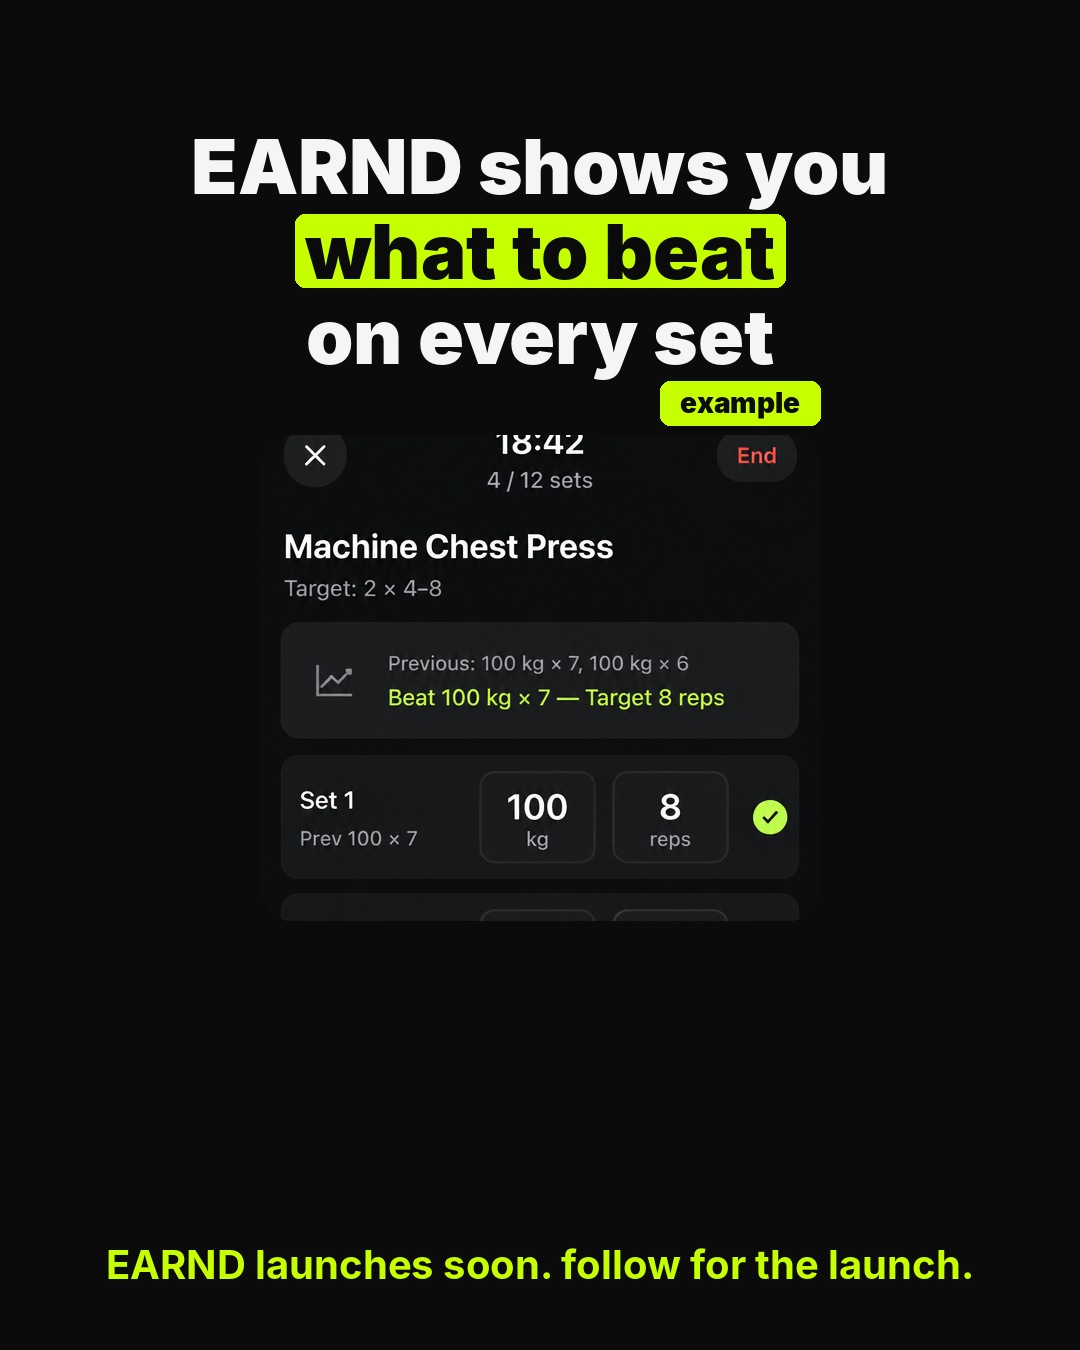 EARND shows you
what to beat
on every set
example
18:42
End
4 / 12 sets
Machine Chest Press
Target: 2 × 4–8
Previous: 100 kg × 7, 100 kg × 6
Beat 100 kg × 7 — Target 8 reps
Set 1
100
8
Prev 100 × 7
kg
reps
EARND launches soon. follow for the launch.